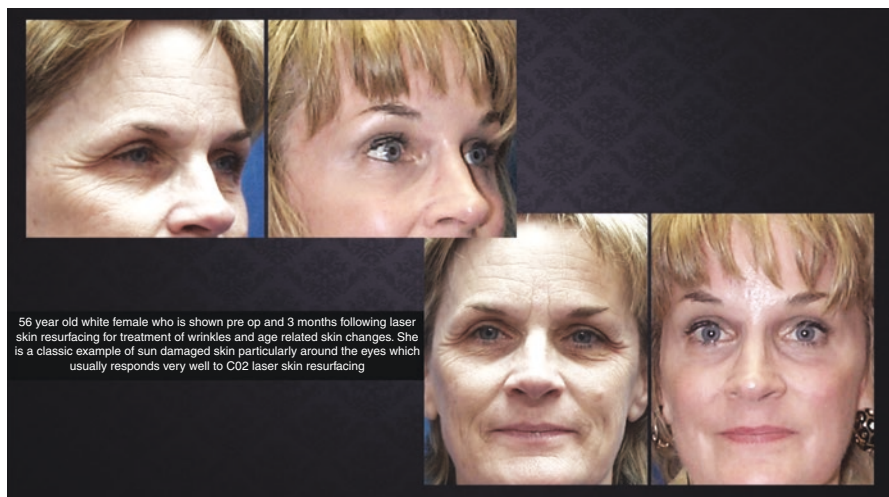 56 year old white female who is shown pre op and 3 months following laser
skin resurfacing for treatment of wrinkles and age related skin changes. She
is a classic example of sun damaged skin particularly around the eyes which
usually responds very well to C02 laser skin resurfacing